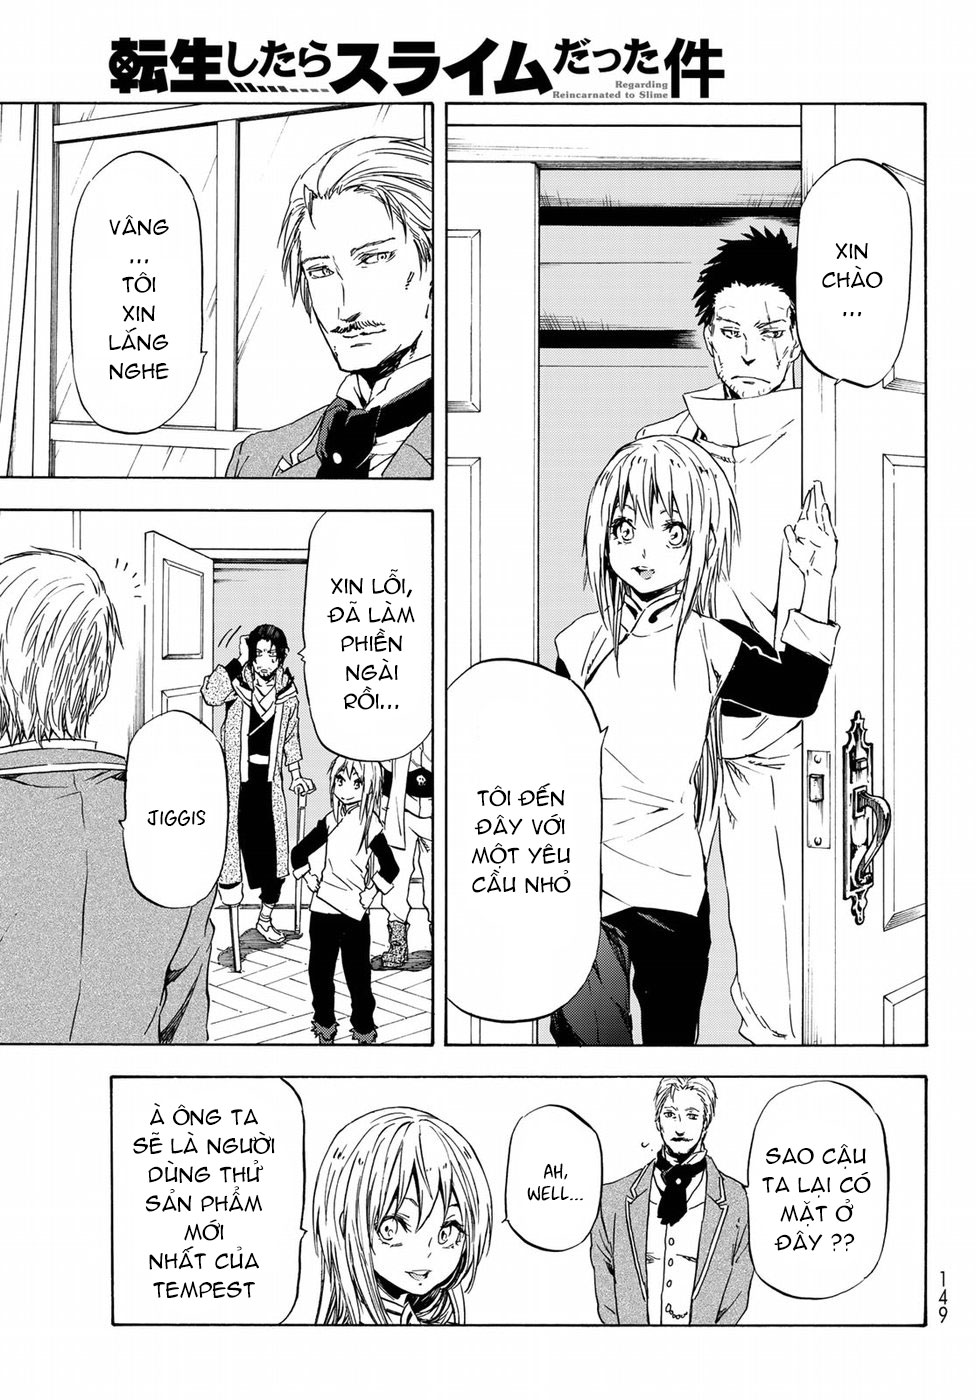 転生したらスライムだった件
Regarding
Reincarnated to Slime
XIN
CHÀO
...
TÔI ĐẾN
ĐÂY VỚI
MỘT YÊU
CẦU NHỎ
VÂNG
...
TÔI
XIN
LẮNG
NGHE
XIN LỖI,
ĐÃ LÀM
PHIỀN
NGÀI
RỒI...
JIGGIS
SAO CẬU
TA LẠI CÓ
MẶT Ở
ĐÂY ??
AH,
WELL...
À ÔNG TA
SẼ LÀ NGƯỜI
DÙNG THỬ
SẢN PHẨM
MỚI
NHẤT CỦA
TEMPEST
149